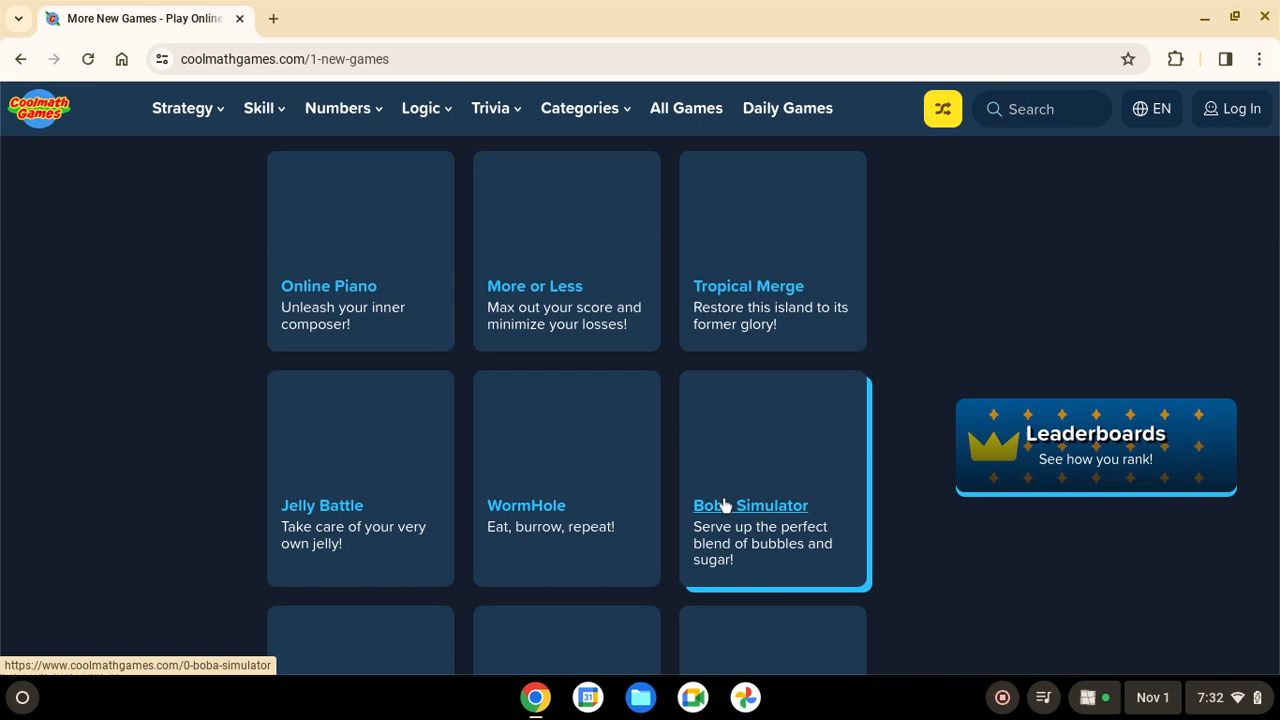 More New Games - Play Online
coolmathgames.com/1-new-games
Coolmath
Games
Strategy
Skill
Numbers
Logic
Trivia
Categories
All Games
Daily Games
Search
EN
Log In
Online Piano
Unleash your inner
composer!
More or Less
Max out your score and
minimize your losses!
Tropical Merge
Restore this island to its
former glory!
Jelly Battle
Take care of your very
own jelly!
WormHole
Eat, burrow, repeat!
Boba Simulator
Serve up the perfect
blend of bubbles and
sugar!
Leaderboards
See how you rank!
https://www.coolmathgames.com/0-boba-simulator
31
Nov 1
7:32